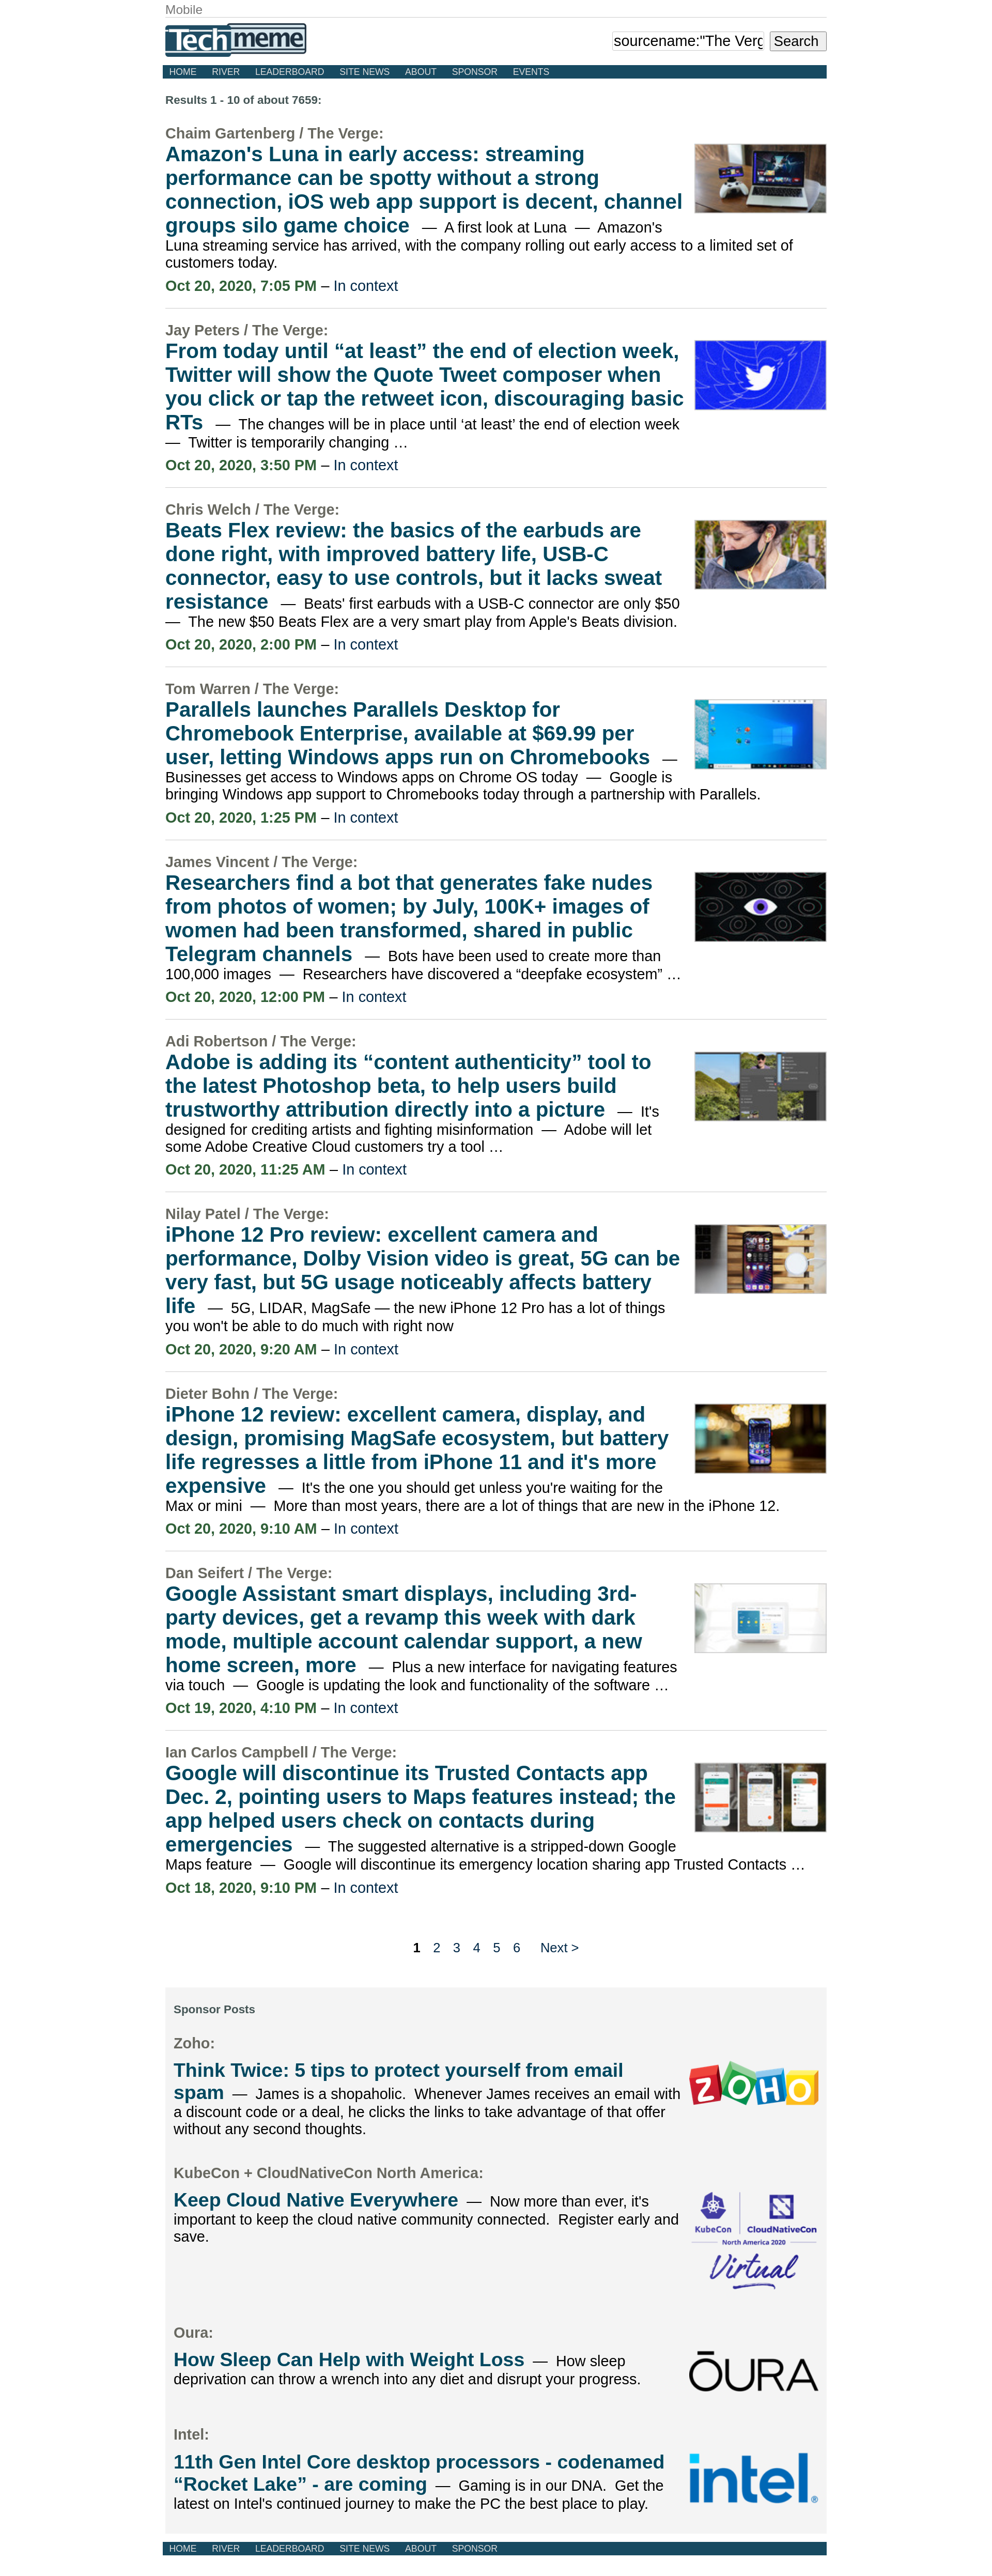 Mobile
Techmeme
sourcename:"The Verg
Search
HOME RIVER LEADERBOARD SITE NEWS ABOUT SPONSOR EVENTS
Results 1 - 10 of about 7659:
Chaim Gartenberg / The Verge:
Amazon's Luna in early access: streaming
performance can be spotty without a strong
connection, iOS web app support is decent, channel
groups silo game choice — A first look at Luna — Amazon's
Luna streaming service has arrived, with the company rolling out early access to a limited set of
customers today.
Oct 20, 2020, 7:05 PM – In context
Jay Peters / The Verge:
From today until “at least” the end of election week,
Twitter will show the Quote Tweet composer when
you click or tap the retweet icon, discouraging basic
RTs — The changes will be in place until ‘at least’ the end of election week
— Twitter is temporarily changing …
Oct 20, 2020, 3:50 PM – In context
Chris Welch / The Verge:
Beats Flex review: the basics of the earbuds are
done right, with improved battery life, USB-C
connector, easy to use controls, but it lacks sweat
resistance — Beats' first earbuds with a USB-C connector are only $50
— The new $50 Beats Flex are a very smart play from Apple's Beats division.
Oct 20, 2020, 2:00 PM – In context
Tom Warren / The Verge:
Parallels launches Parallels Desktop for
Chromebook Enterprise, available at $69.99 per
user, letting Windows apps run on Chromebooks —
Businesses get access to Windows apps on Chrome OS today — Google is
bringing Windows app support to Chromebooks today through a partnership with Parallels.
Oct 20, 2020, 1:25 PM – In context
James Vincent / The Verge:
Researchers find a bot that generates fake nudes
from photos of women; by July, 100K+ images of
women had been transformed, shared in public
Telegram channels — Bots have been used to create more than
100,000 images — Researchers have discovered a “deepfake ecosystem” …
Oct 20, 2020, 12:00 PM – In context
Adi Robertson / The Verge:
Adobe is adding its “content authenticity” tool to
the latest Photoshop beta, to help users build
trustworthy attribution directly into a picture — It's
designed for crediting artists and fighting misinformation — Adobe will let
some Adobe Creative Cloud customers try a tool …
Oct 20, 2020, 11:25 AM – In context
Nilay Patel / The Verge:
iPhone 12 Pro review: excellent camera and
performance, Dolby Vision video is great, 5G can be
very fast, but 5G usage noticeably affects battery
life — 5G, LIDAR, MagSafe — the new iPhone 12 Pro has a lot of things
you won't be able to do much with right now
Oct 20, 2020, 9:20 AM – In context
Dieter Bohn / The Verge:
iPhone 12 review: excellent camera, display, and
design, promising MagSafe ecosystem, but battery
life regresses a little from iPhone 11 and it's more
expensive — It's the one you should get unless you're waiting for the
Max or mini — More than most years, there are a lot of things that are new in the iPhone 12.
Oct 20, 2020, 9:10 AM – In context
Dan Seifert / The Verge:
Google Assistant smart displays, including 3rd-
party devices, get a revamp this week with dark
mode, multiple account calendar support, a new
home screen, more — Plus a new interface for navigating features
via touch — Google is updating the look and functionality of the software …
Oct 19, 2020, 4:10 PM – In context
Ian Carlos Campbell / The Verge:
Google will discontinue its Trusted Contacts app
Dec. 2, pointing users to Maps features instead; the
app helped users check on contacts during
emergencies — The suggested alternative is a stripped-down Google
Maps feature — Google will discontinue its emergency location sharing app Trusted Contacts …
Oct 18, 2020, 9:10 PM – In context
1 2 3 4 5 6 Next >
Sponsor Posts
Zoho:
Think Twice: 5 tips to protect yourself from email
spam — James is a shopaholic. Whenever James receives an email with
a discount code or a deal, he clicks the links to take advantage of that offer
without any second thoughts.
ZOHO
KubeCon + CloudNativeCon North America:
Keep Cloud Native Everywhere — Now more than ever, it's
important to keep the cloud native community connected. Register early and
save.
KubeCon CloudNativeCon
North America 2020
Virtual
Oura:
How Sleep Can Help with Weight Loss — How sleep
deprivation can throw a wrench into any diet and disrupt your progress.
ŌURA
Intel:
11th Gen Intel Core desktop processors - codenamed
“Rocket Lake” - are coming — Gaming is in our DNA. Get the
latest on Intel's continued journey to make the PC the best place to play.
intel®
HOME RIVER LEADERBOARD SITE NEWS ABOUT SPONSOR